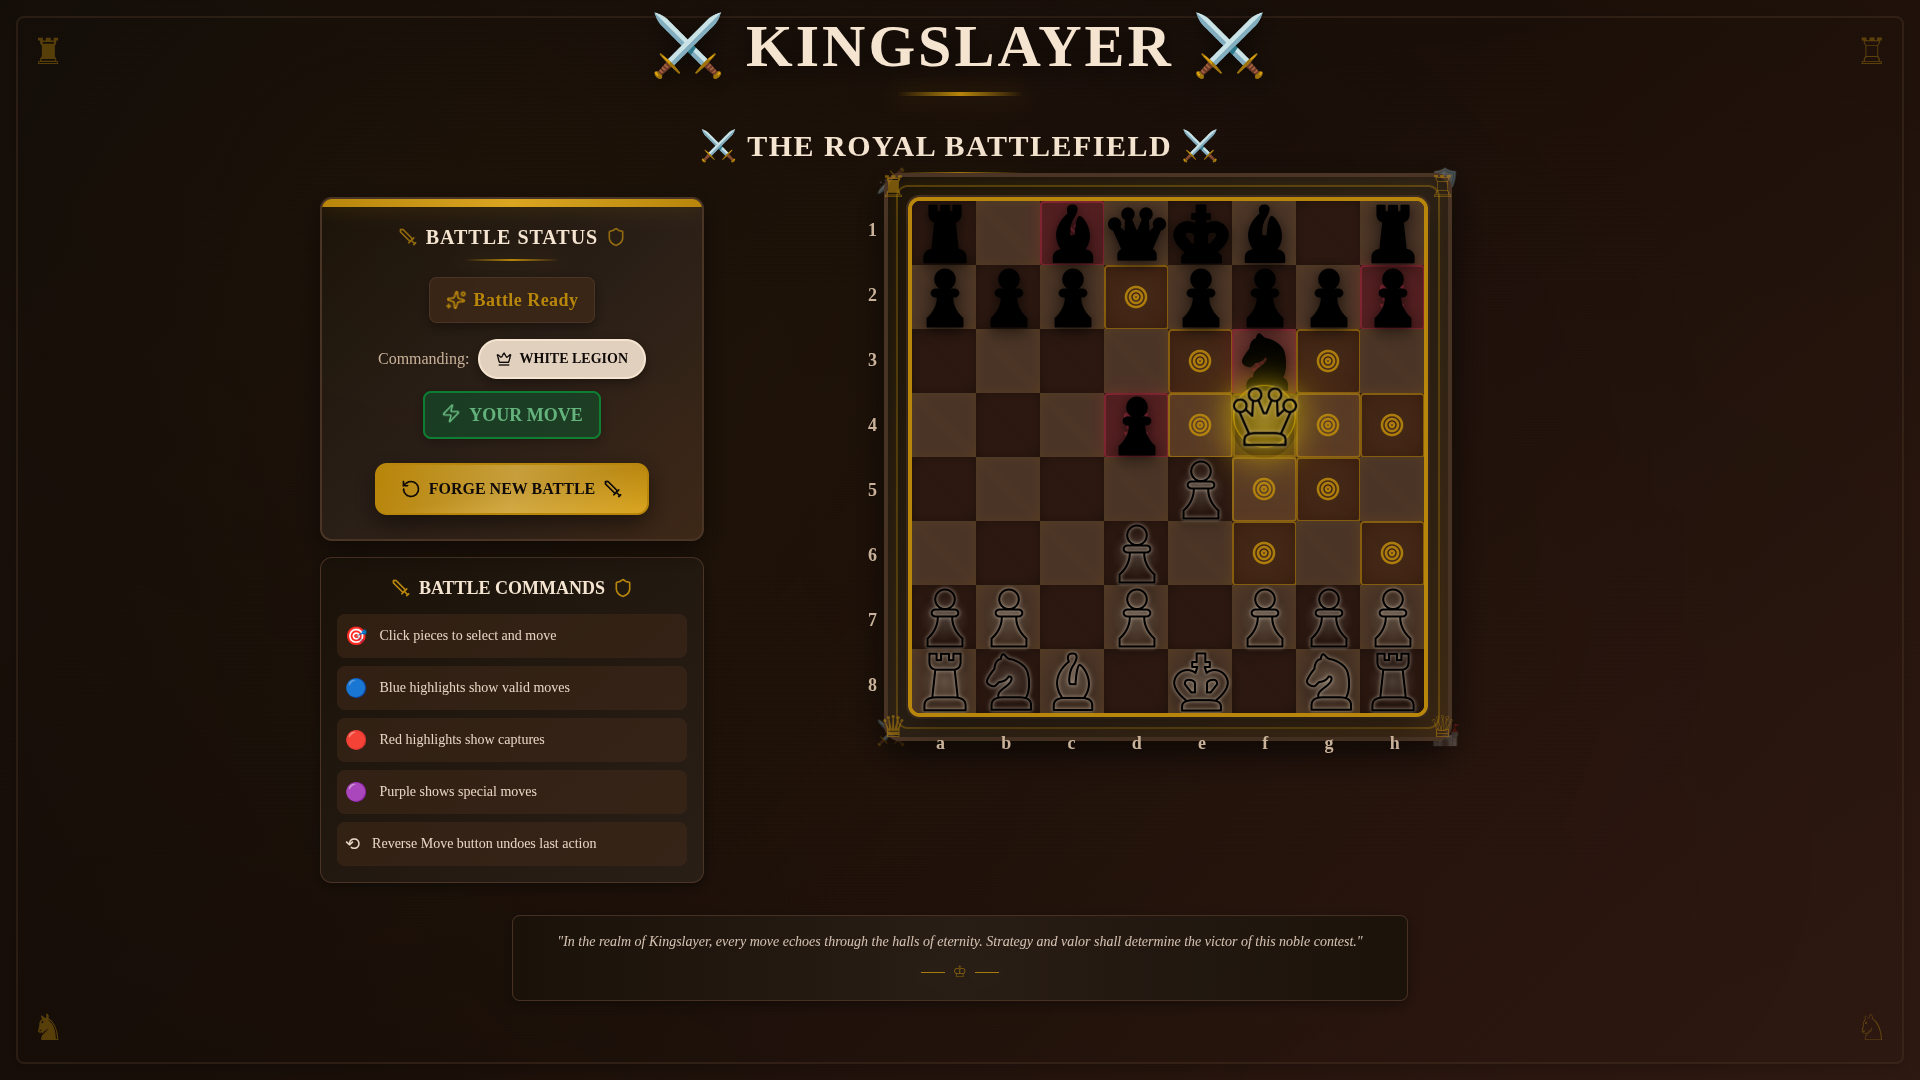 ⚔️ KINGSLAYER ⚔️
⚔️ THE ROYAL BATTLEFIELD ⚔️
BATTLE STATUS
Battle Ready
Commanding: WHITE LEGION
YOUR MOVE
FORGE NEW BATTLE
BATTLE COMMANDS
Click pieces to select and move
Blue highlights show valid moves
Red highlights show captures
Purple shows special moves
Reverse Move button undoes last action
1
2
3
4
5
6
7
8
a b c d e f g h
"In the realm of Kingslayer, every move echoes through the halls of eternity. Strategy and valor shall determine the victor of this noble contest."